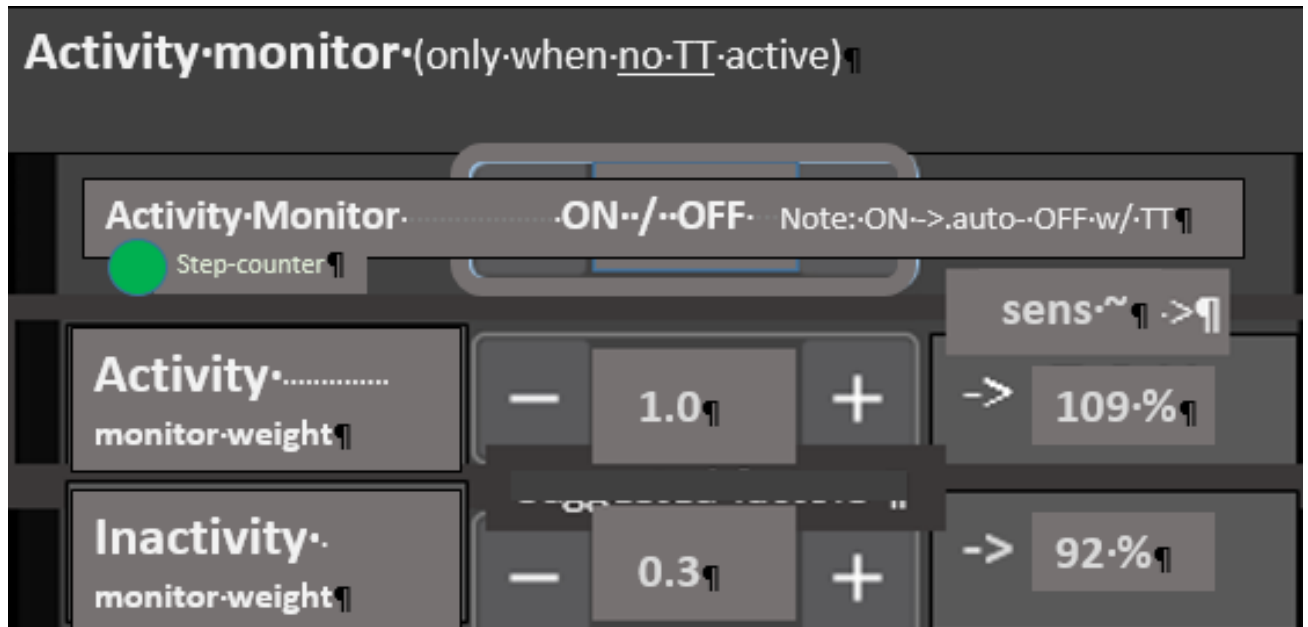 Activity monitor (only when no TT active)¶
Activity Monitor ON / OFF Note: ON ->.auto- OFF w/ TT¶
Step-counter¶
sens ~¶ ->¶
Activity
monitor weight¶
− 1.0¶ + -> 109 %¶
Inactivity
monitor weight¶
− 0.3¶ + -> 92 %¶